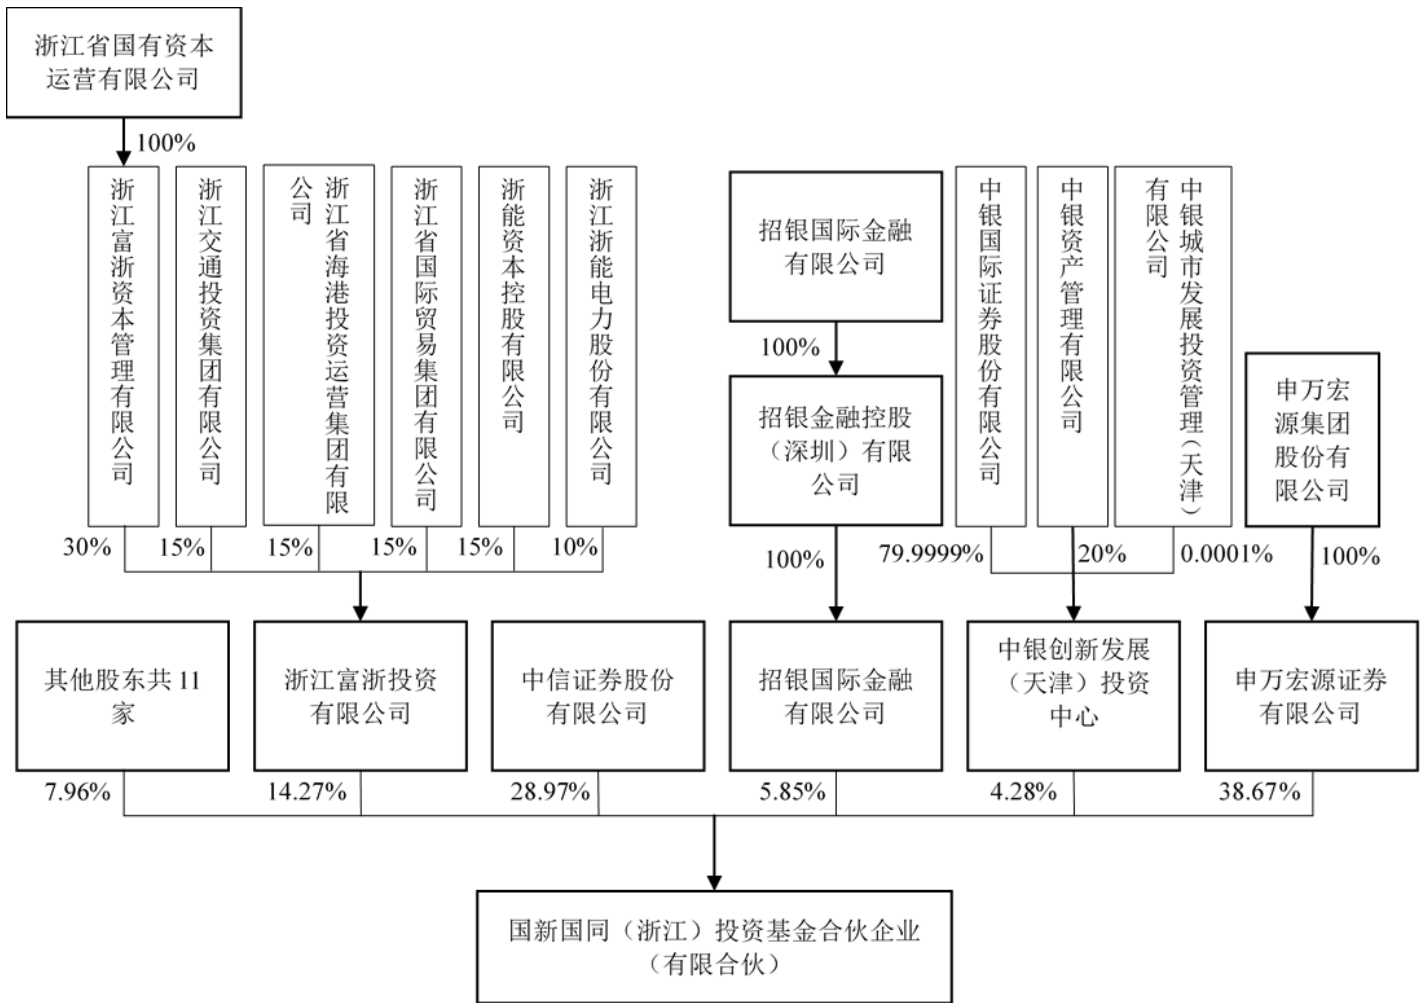 浙江省国有资本
运营有限公司
100%
浙江富浙资本管理有限公司
浙江交通投资集团有限公司
浙江省海港投资运营集团有限
公司
浙江省国际贸易集团有限公司
浙能资本控股有限公司
浙江浙能电力股份有限公司
招银国际金融
有限公司
100%
招银金融控股
（深圳）有限
公司
中银国际证券股份有限公司
中银资产管理有限公司
中银城市发展投资管理（天津）
有限公司
申万宏
源集团
股份有
限公司
30%
15%
15%
15%
15%
10%
100%
79.9999%
20%
0.0001%
100%
其他股东共 11
家
浙江富浙投资
有限公司
中信证券股份
有限公司
招银国际金融
有限公司
中银创新发展
（天津）投资
中心
申万宏源证券
有限公司
7.96%
14.27%
28.97%
5.85%
4.28%
38.67%
国新国同（浙江）投资基金合伙企业
（有限合伙）